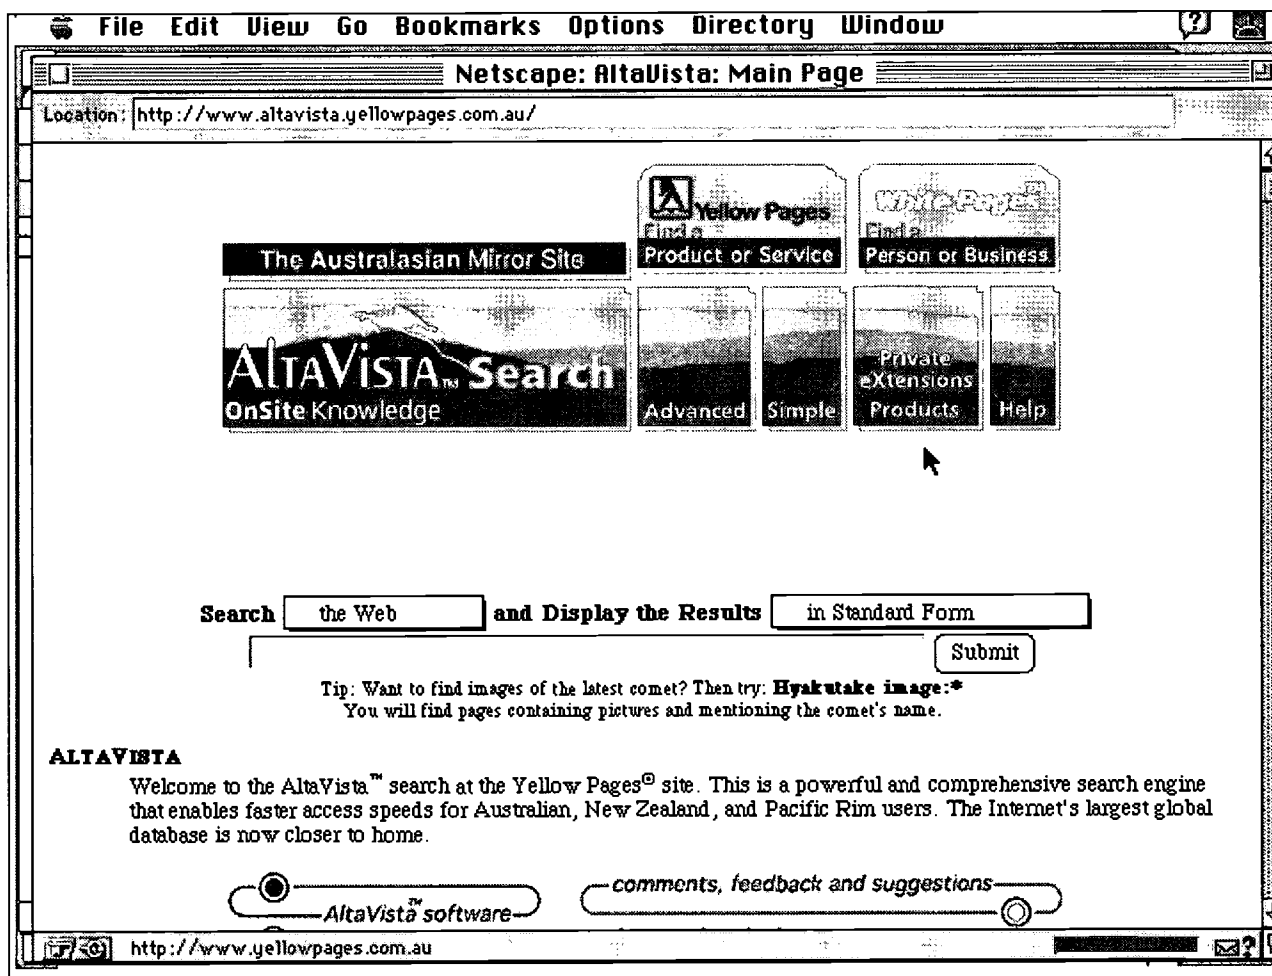 File Edit View Go Bookmarks Options Directory Window
Netscape: AltaVista: Main Page
Location: http://www.altavista.yellowpages.com.au/
Yellow Pages
Find a
Product or Service
White Pages
Find a
Person or Business
The Australasian Mirror Site
ALTAVISTA™ Search
OnSite Knowledge
Advanced
Simple
Private
eXtensions
Products
Help
Search the Web and Display the Results in Standard Form
Submit
Tip: Want to find images of the latest comet? Then try: Hyakutake image:*
You will find pages containing pictures and mentioning the comet's name.
ALTAVISTA
Welcome to the AltaVista™ search at the Yellow Pages® site. This is a powerful and comprehensive search engine
that enables faster access speeds for Australian, New Zealand, and Pacific Rim users. The Internet's largest global
database is now closer to home.
AltaVista™ software
comments, feedback and suggestions
http://www.yellowpages.com.au